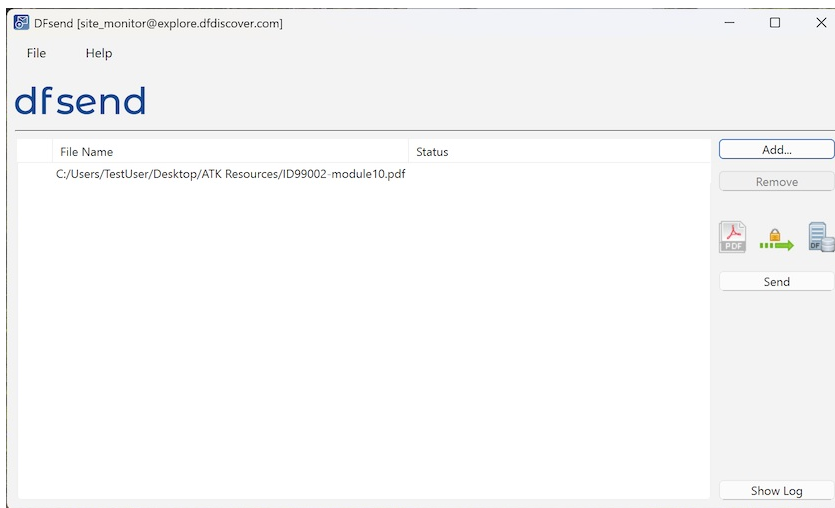 DFsend [site_monitor@explore.dfdiscover.com]
File Help
dfsend
File Name Status
C:/Users/TestUser/Desktop/ATK Resources/ID99002-module10.pdf
Add...
Remove
PDF
DF
Send
Show Log